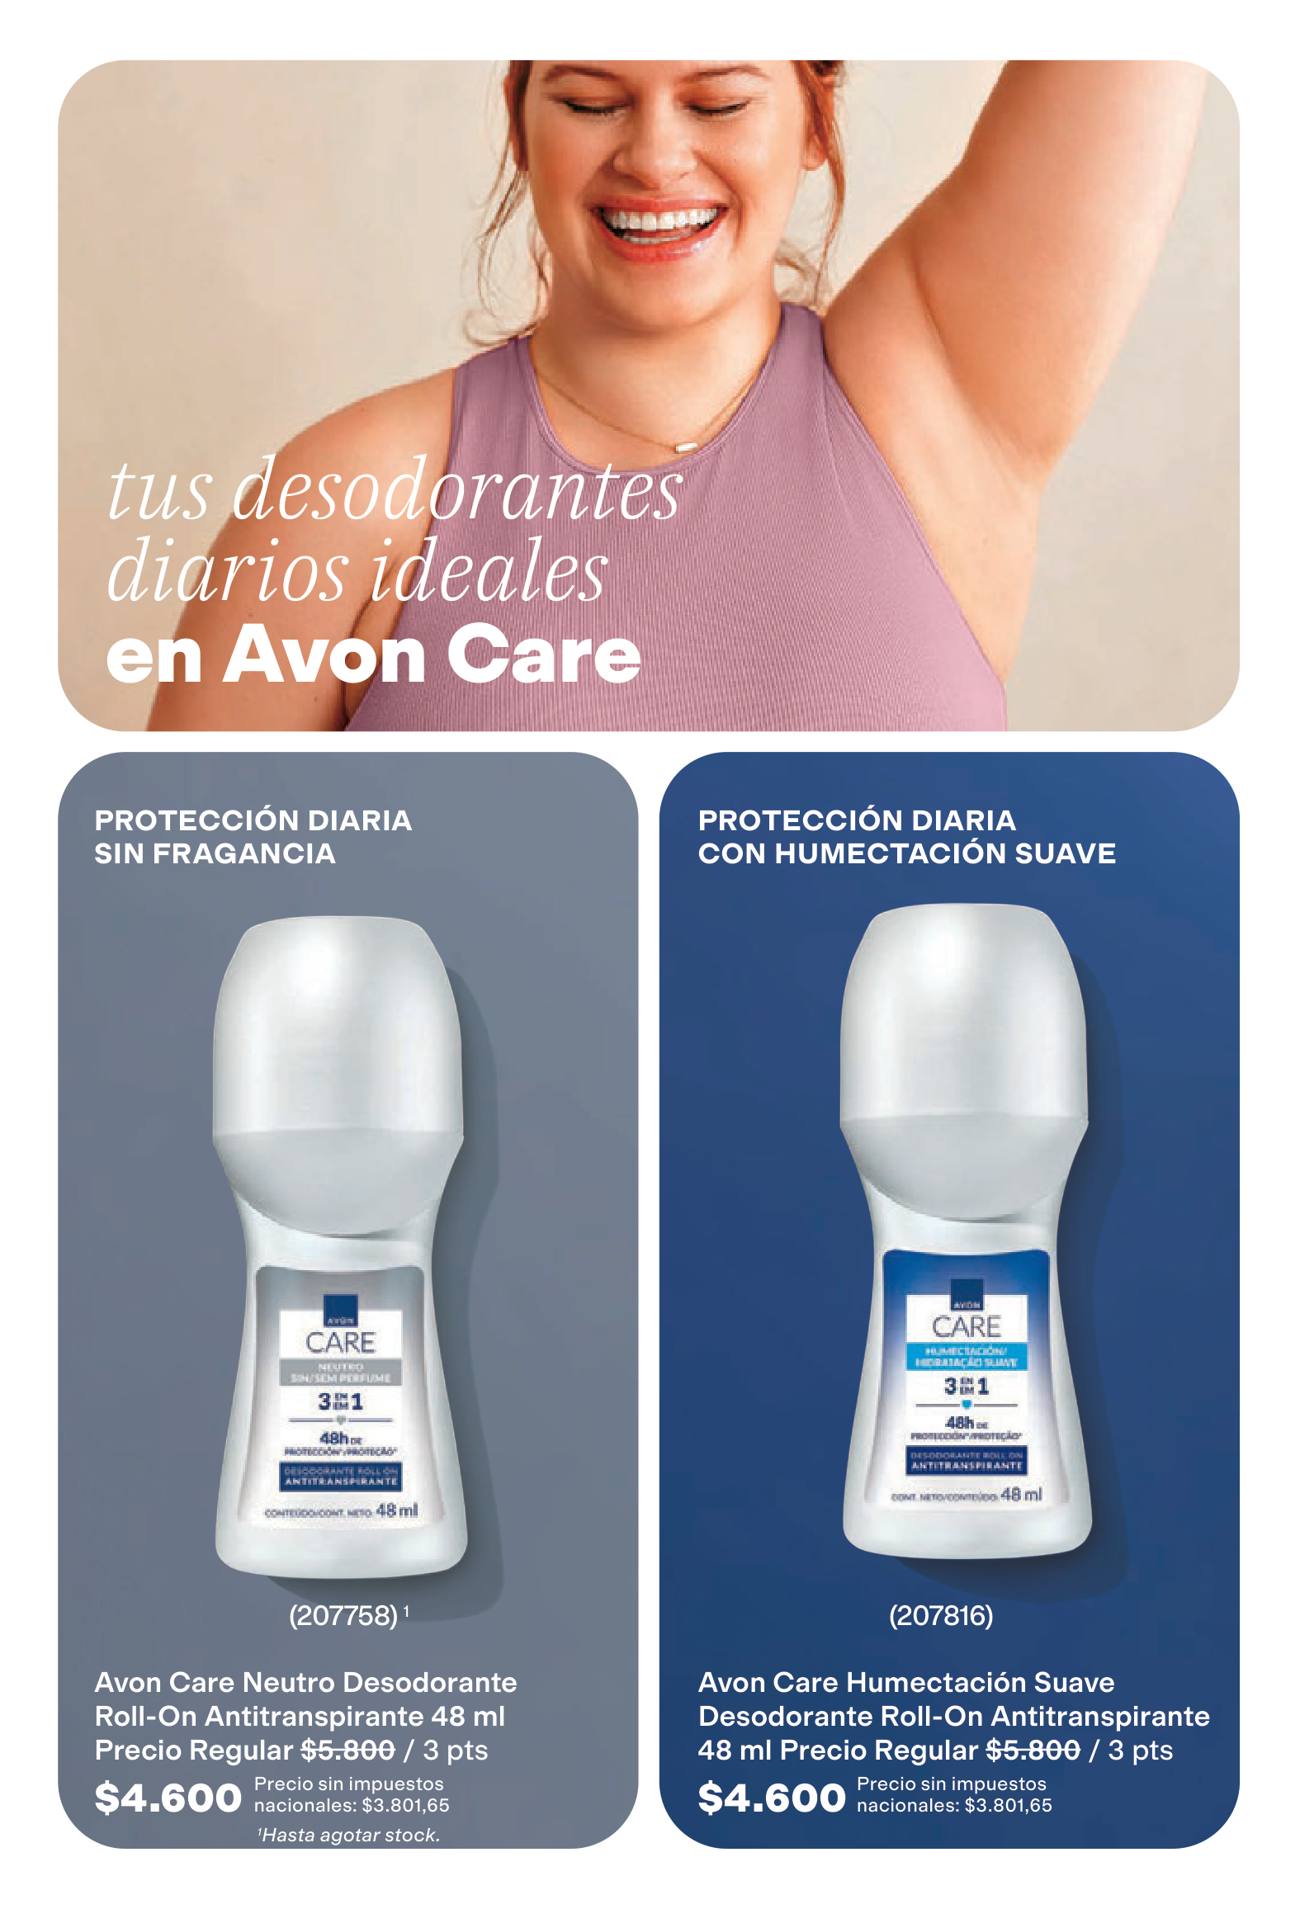 tus desodorantes
diarios ideales
en Avon Care
PROTECCIÓN DIARIA
SIN FRAGANCIA
AVON
CARE
NEUTRO
SIN/SEM PERFUME
3 EN EM 1
48h DE
PROTECCIÓN*/PROTEÇÃO*
DESODORANTE ROLL ON
ANTITRANSPIRANTE
CONTEÚDO/CONT. NETO: 48 ml
(207758) ¹
Avon Care Neutro Desodorante
Roll-On Antitranspirante 48 ml
Precio Regular $5.800 / 3 pts
$4.600 Precio sin impuestos
nacionales: $3.801,65
¹Hasta agotar stock.
PROTECCIÓN DIARIA
CON HUMECTACIÓN SUAVE
AVON
CARE
HUMECTACIÓN/
HIDRATAÇÃO SUAVE
3 EN EM 1
48h DE
PROTECCIÓN*/PROTEÇÃO*
DESODORANTE ROLL ON
ANTITRANSPIRANTE
CONT. NETO/CONTEÚDO: 48 ml
(207816)
Avon Care Humectación Suave
Desodorante Roll-On Antitranspirante
48 ml Precio Regular $5.800 / 3 pts
$4.600 Precio sin impuestos
nacionales: $3.801,65